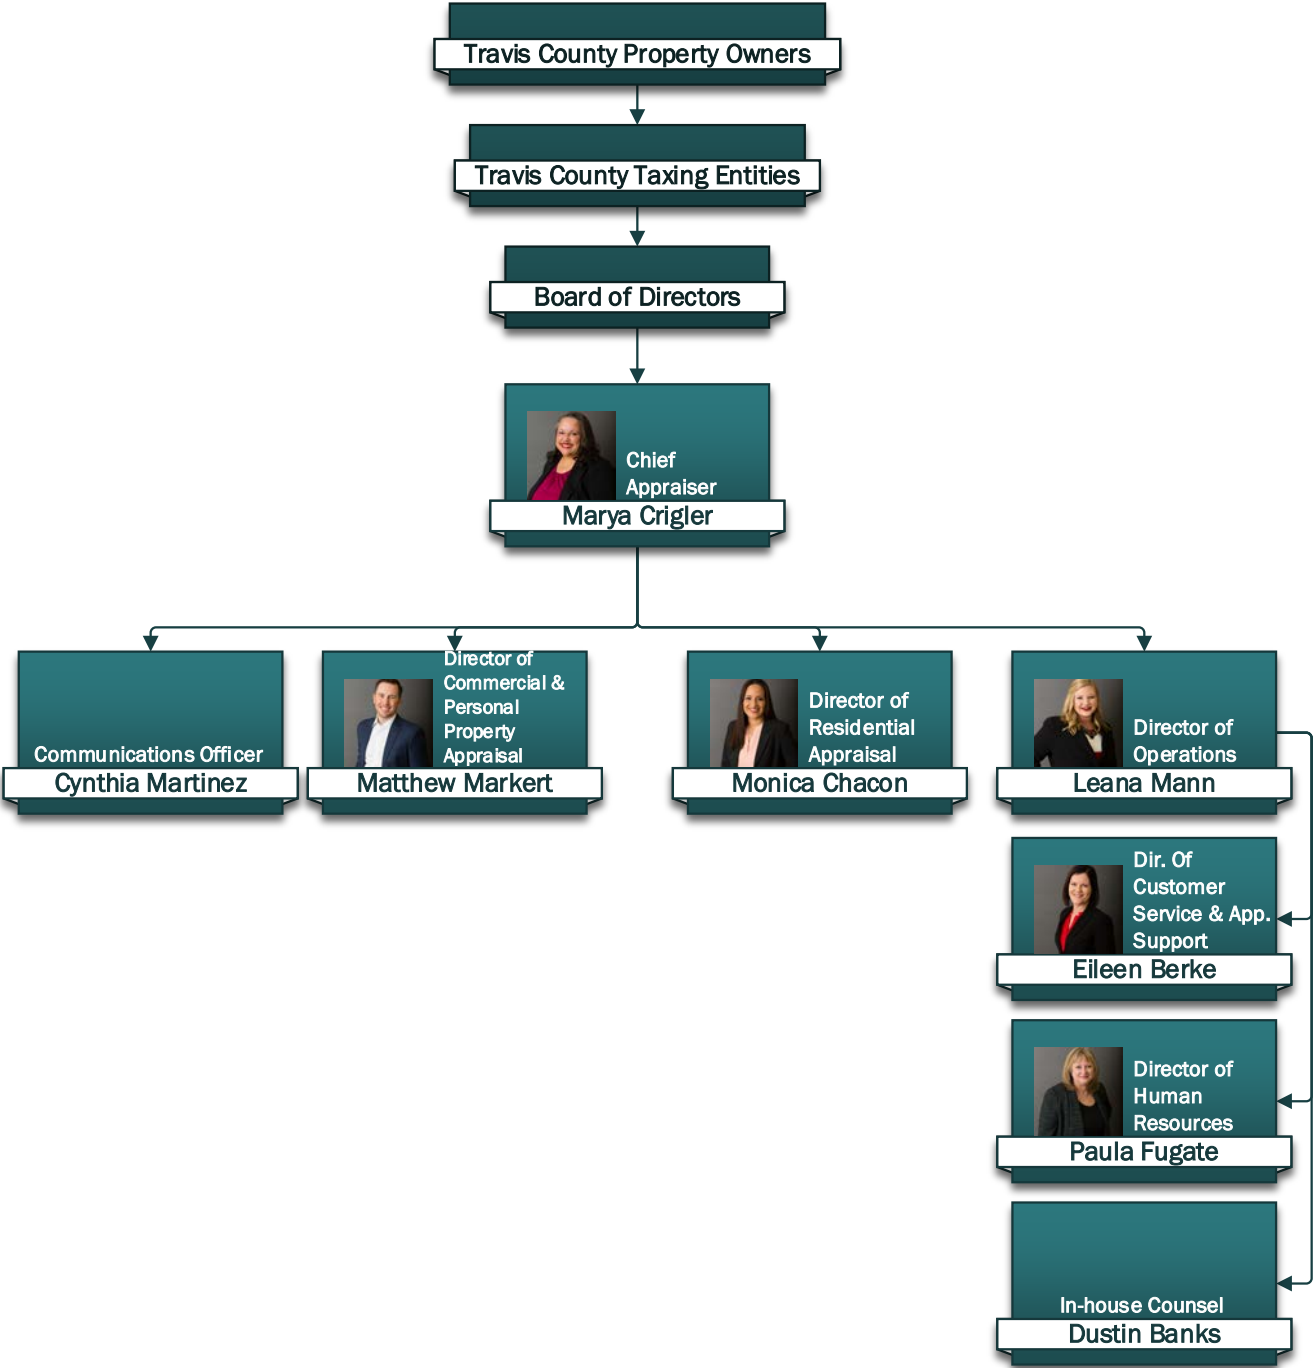 Travis County Property Owners
Travis County Taxing Entities
Board of Directors
Chief
Appraiser
Marya Crigler
Communications Officer
Cynthia Martinez
Director of
Commercial &
Personal
Property
Appraisal
Matthew Markert
Director of
Residential
Appraisal
Monica Chacon
Director of
Operations
Leana Mann
Dir. Of
Customer
Service & App.
Support
Eileen Berke
Director of
Human
Resources
Paula Fugate
In-house Counsel
Dustin Banks